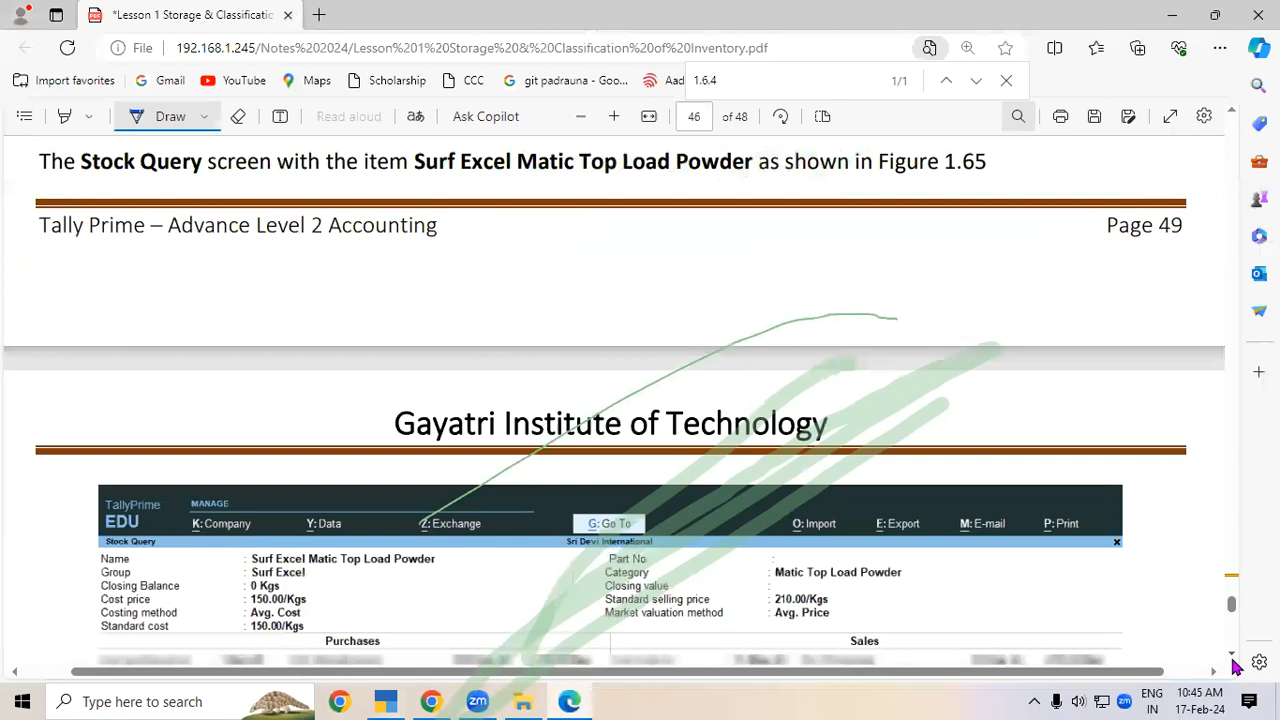 *Lesson 1 Storage & Classificatic
File
192.168.1.245/Notes%202024/Lesson%201%20Storage%20&%20Classification%20of%20Inventory.pdf
Import favorites
Gmail
YouTube
Maps
Scholarship
CCC
git padrauna - Goo...
Aad
1.6.4
1/1
Draw
Read aloud
Ask Copilot
46
of 48
The Stock Query screen with the item Surf Excel Matic Top Load Powder as shown in Figure 1.65
Tally Prime – Advance Level 2 Accounting
Page 49
Gayatri Institute of Technology
TallyPrime
EDU
MANAGE
K: Company
Y: Data
Z: Exchange
G: Go To
O: Import
E: Export
M: E-mail
P: Print
Stock Query
Sri Devi International
Name : Surf Excel Matic Top Load Powder
Part No. :
Group : Surf Excel
Category : Matic Top Load Powder
Closing Balance : 0 Kgs
Closing value :
Cost price : 150.00/Kgs
Standard selling price : 210.00/Kgs
Costing method : Avg. Cost
Market valuation method : Avg. Price
Standard cost : 150.00/Kgs
Purchases
Sales
Type here to search
ENG
IN
10:45 AM
17-Feb-24